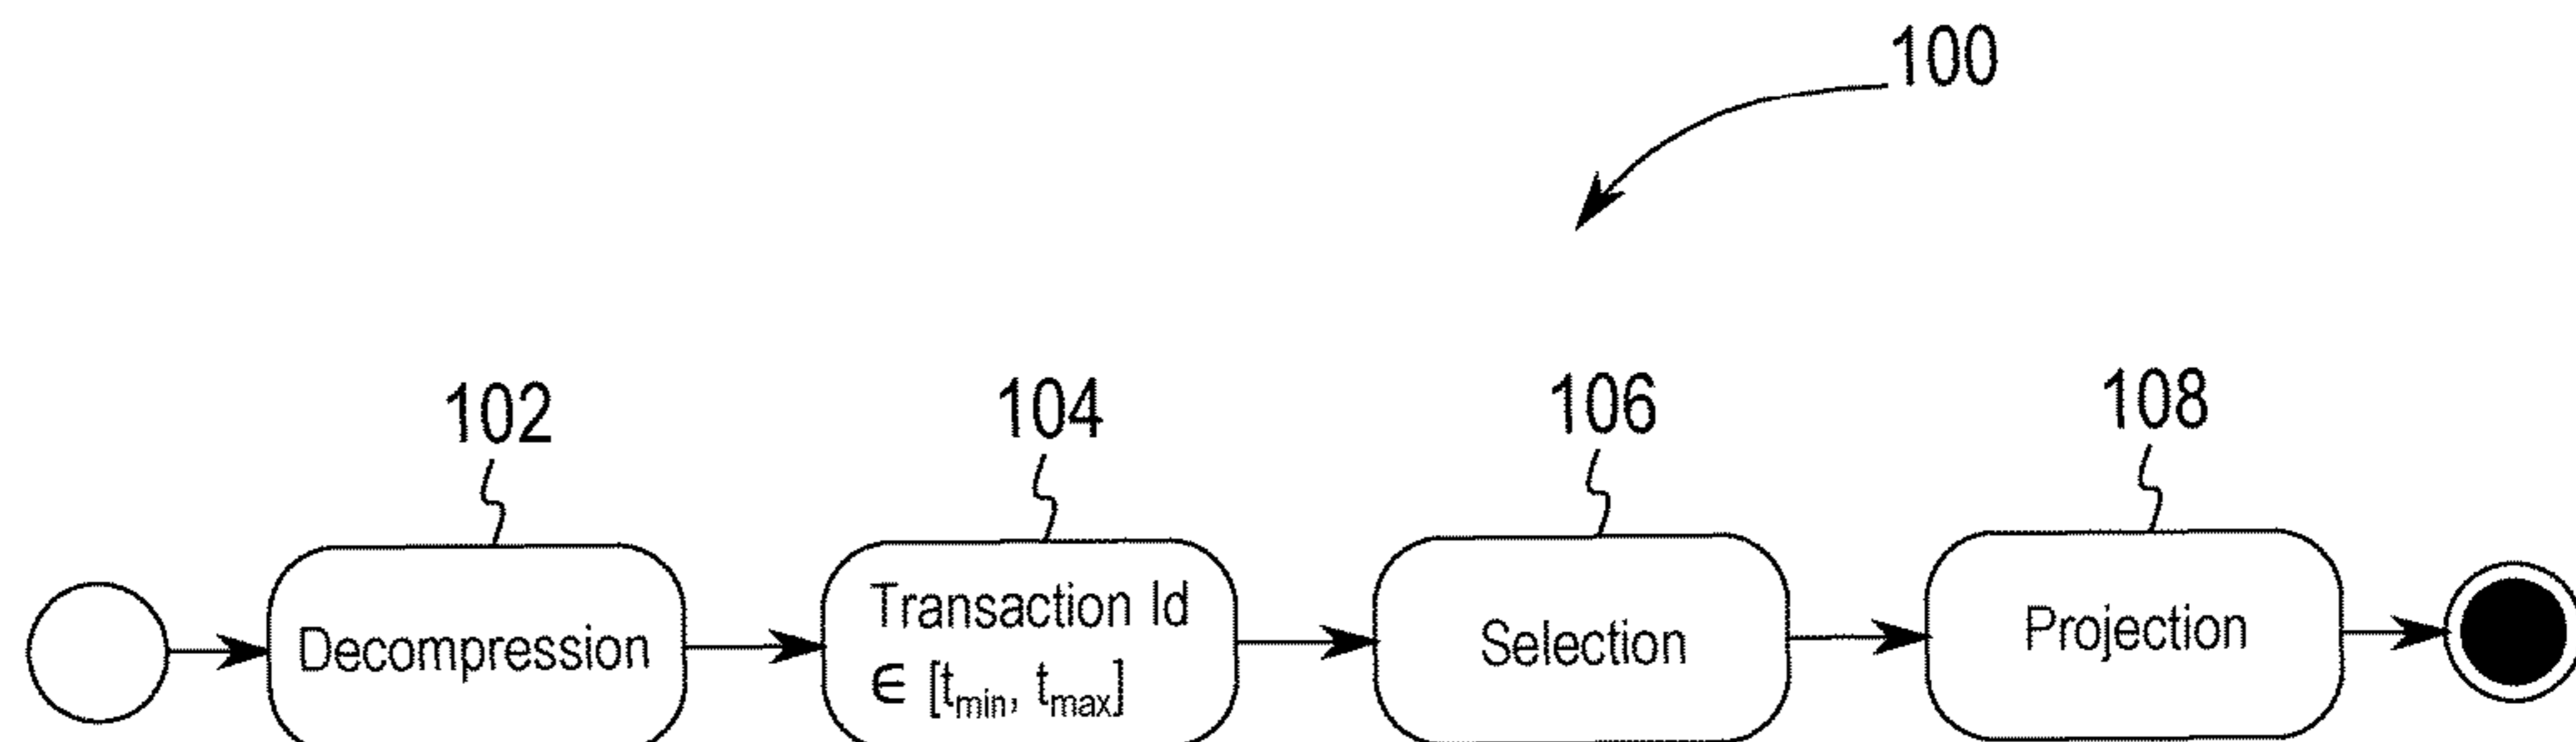 100
102
104
106
108
Decompression
Transaction Id
∈ [tmin, tmax]
Selection
Projection